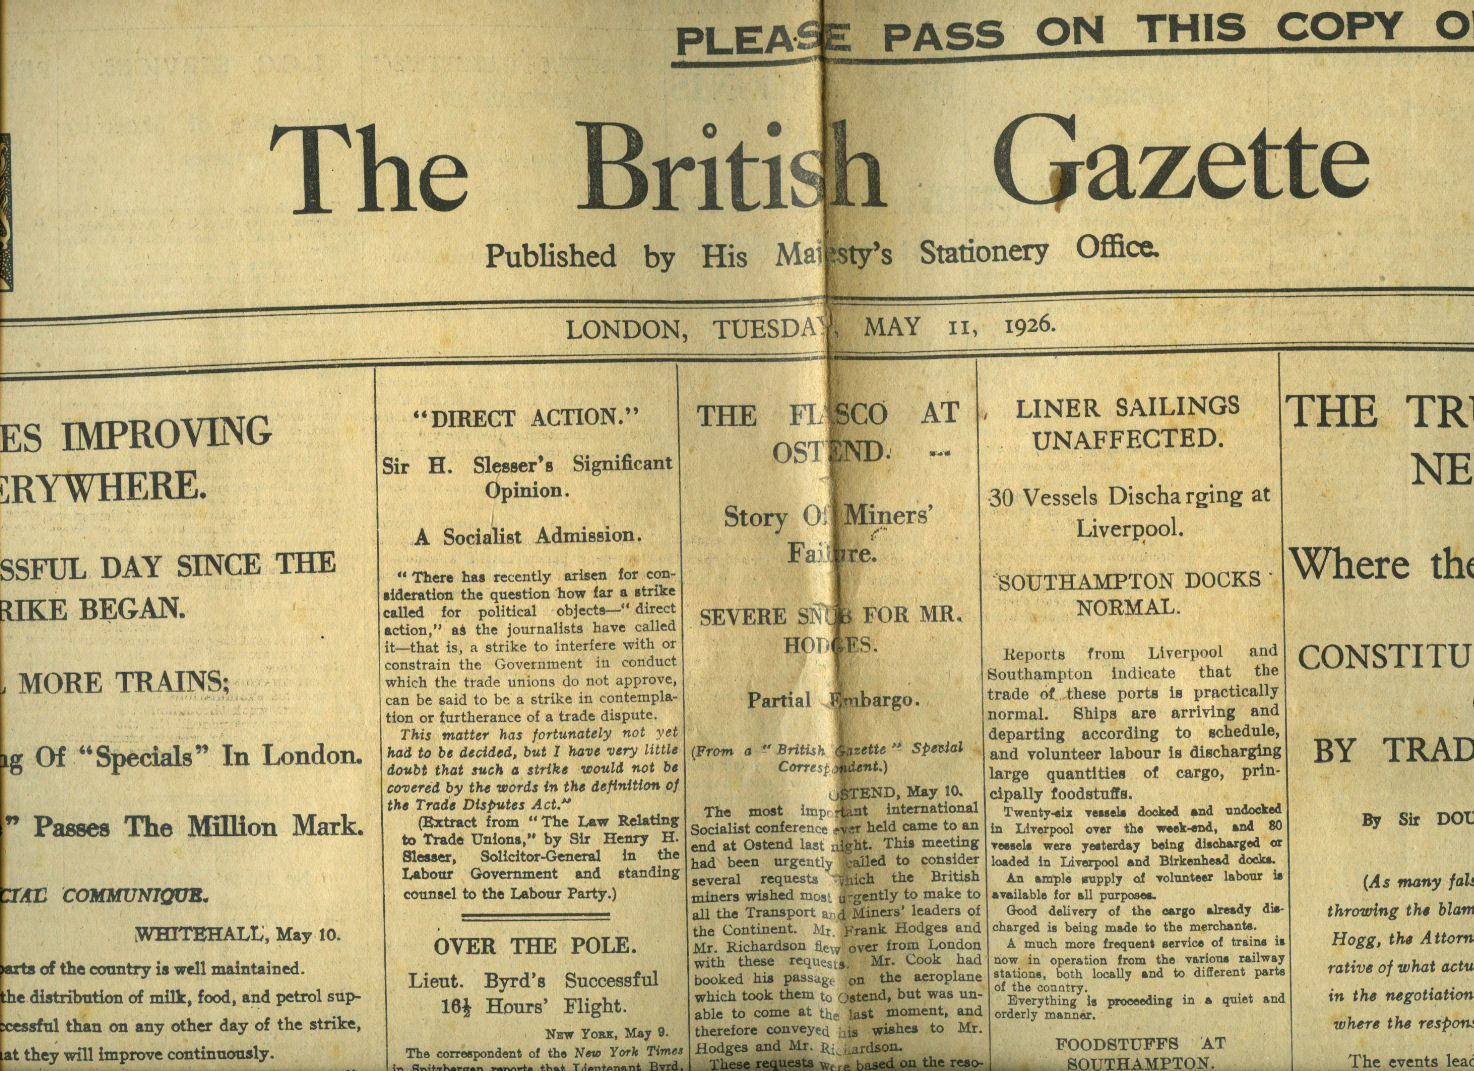 PLEASE PASS ON THIS COPY
The British Gazette
Published by His Majesty's Stationery Office.
LONDON, TUESDAY, MAY 11, 1926.
IMPROVING
DAY SINCE THE
BEGAN.
MORE TRAINS;
Of "Specials" In London.
" Passes The Million Mark.
COMMUNIQUE.
WHITEHALL, May 10.
parts of the country is well maintained.
the distribution of milk, food, and petrol sup-
than on any other day of the strike,
they will improve continuously.
"DIRECT ACTION."
Sir H. Slesser's Significant
Opinion.
A Socialist Admission.
"There has recently arisen for con-
sideration the question how far a strike
called for political objects—"direct
action," as the journalists have called
it—that is, a strike to interfere with or
constrain the Government in conduct
which the trade unions do not approve,
can be said to be a strike in contempla-
tion or furtherance of a trade dispute.
This matter has fortunately not yet
had to be decided, but I have very little
doubt that such a strike would not be
covered by the words in the definition of
the Trade Disputes Act."
(Extract from "The Law Relating
to Trade Unions," by Sir Henry H.
Slesser, Solicitor-General in the
Labour Government and standing
counsel to the Labour Party.)
OVER THE POLE.
Lieut. Byrd's Successful
16½ Hours' Flight.
NEW YORK, May 9.
The correspondent of the New York Times
in Spitzbergen reports that Lieutenant Byrd,
THE FIASCO AT
OSTEND.
Story Of Miners'
Failure.
SEVERE SNUB FOR MR.
HODGES.
Partial Embargo.
(From a "British Gazette" Special
Correspondent.)
OSTEND, May 10.
The most important international
Socialist conference ever held came to an
end at Ostend last night. This meeting
had been urgently called to consider
several requests which the British
miners wished most urgently to make to
all the Transport and Miners' leaders of
the Continent. Mr. Frank Hodges and
Mr. Richardson flew over from London
with these requests. Mr. Cook had
booked his passage on the aeroplane
which took them to Ostend, but was un-
able to come at the last moment, and
therefore conveyed his wishes to Mr.
Hodges and Mr. Richardson.
These requests were based on the reso-
LINER SAILINGS
UNAFFECTED.
30 Vessels Discharging at
Liverpool.
SOUTHAMPTON DOCKS
NORMAL.
Reports from Liverpool and
Southampton indicate that the
trade of these ports is practically
normal. Ships are arriving and
departing according to schedule,
and volunteer labour is discharging
large quantities of cargo, prin-
cipally foodstuffs.
Twenty-six vessels docked and undocked
in Liverpool over the week-end, and 80
vessels were yesterday being discharged or
loaded in Liverpool and Birkenhead docks.
An ample supply of volunteer labour is
available for all purposes.
Good delivery of the cargo already dis-
charged is being made to the merchants.
A much more frequent service of trains is
now in operation from the various railway
stations, both locally and to different parts
of the country.
Everything is proceeding in a quiet and
orderly manner.
FOODSTUFFS AT
SOUTHAMPTON.
THE
Where the
BY
By Sir
(As many
throwing the
Hogg, the
rative of what
in the
where the
The events